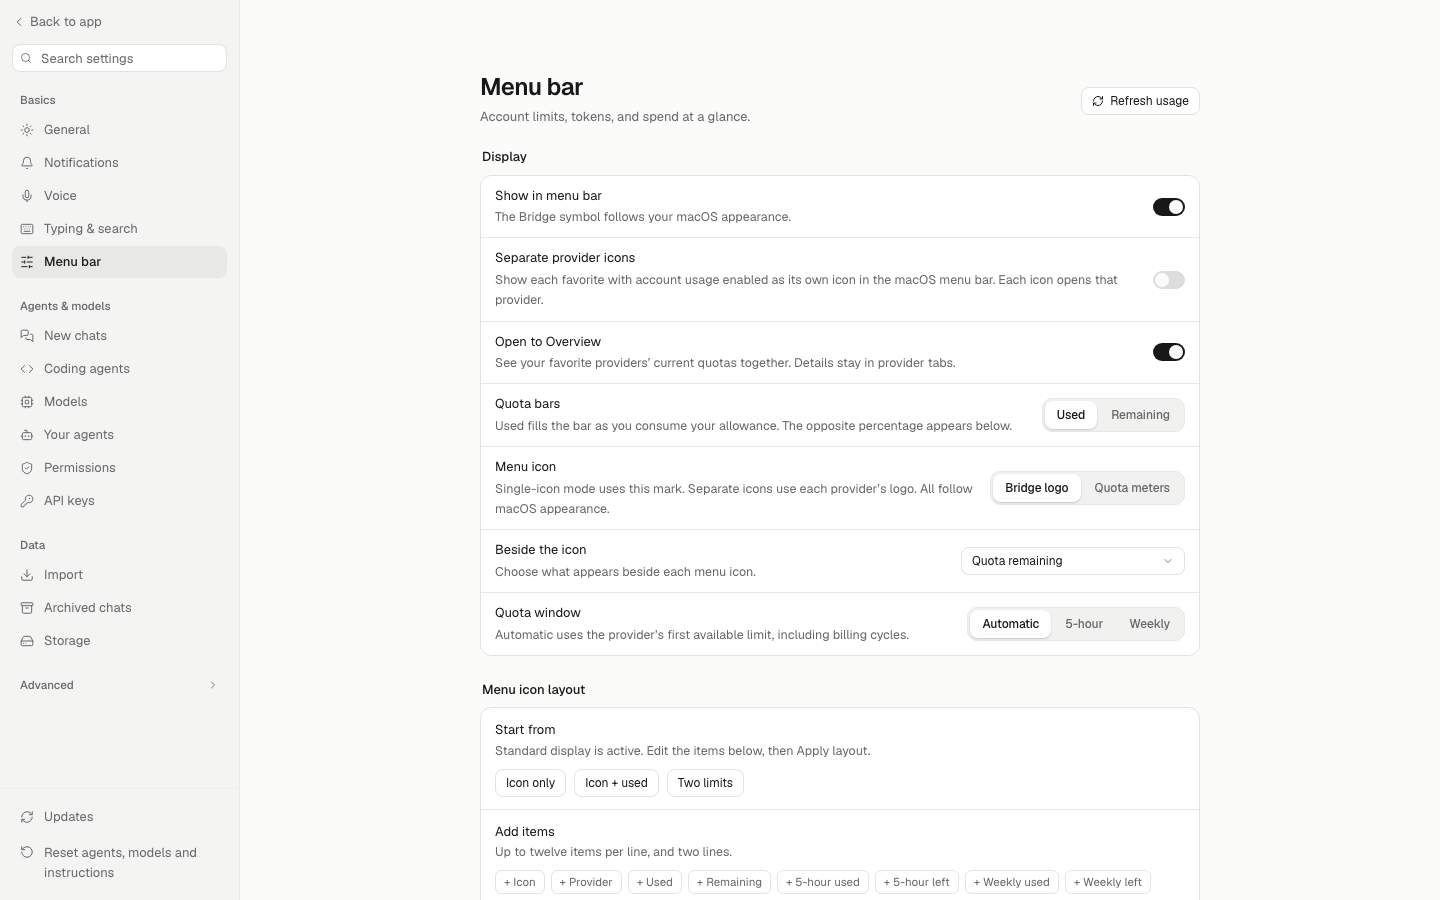 Back to app
Search settings
Basics
General
Notifications
Voice
Typing & search
Menu bar
Agents & models
New chats
Coding agents
Models
Your agents
Permissions
API keys
Data
Import
Archived chats
Storage
Advanced
Updates
Reset agents, models and
instructions
Menu bar
Account limits, tokens, and spend at a glance.
Refresh usage
Display
Show in menu bar
The Bridge symbol follows your macOS appearance.
Separate provider icons
Show each favorite with account usage enabled as its own icon in the macOS menu bar. Each icon opens that
provider.
Open to Overview
See your favorite providers' current quotas together. Details stay in provider tabs.
Quota bars
Used fills the bar as you consume your allowance. The opposite percentage appears below.
Used Remaining
Menu icon
Single-icon mode uses this mark. Separate icons use each provider's logo. All follow
macOS appearance.
Bridge logo Quota meters
Beside the icon
Choose what appears beside each menu icon.
Quota remaining
Quota window
Automatic uses the provider's first available limit, including billing cycles.
Automatic 5-hour Weekly
Menu icon layout
Start from
Standard display is active. Edit the items below, then Apply layout.
Icon only Icon + used Two limits
Add items
Up to twelve items per line, and two lines.
+ Icon + Provider + Used + Remaining + 5-hour used + 5-hour left + Weekly used + Weekly left